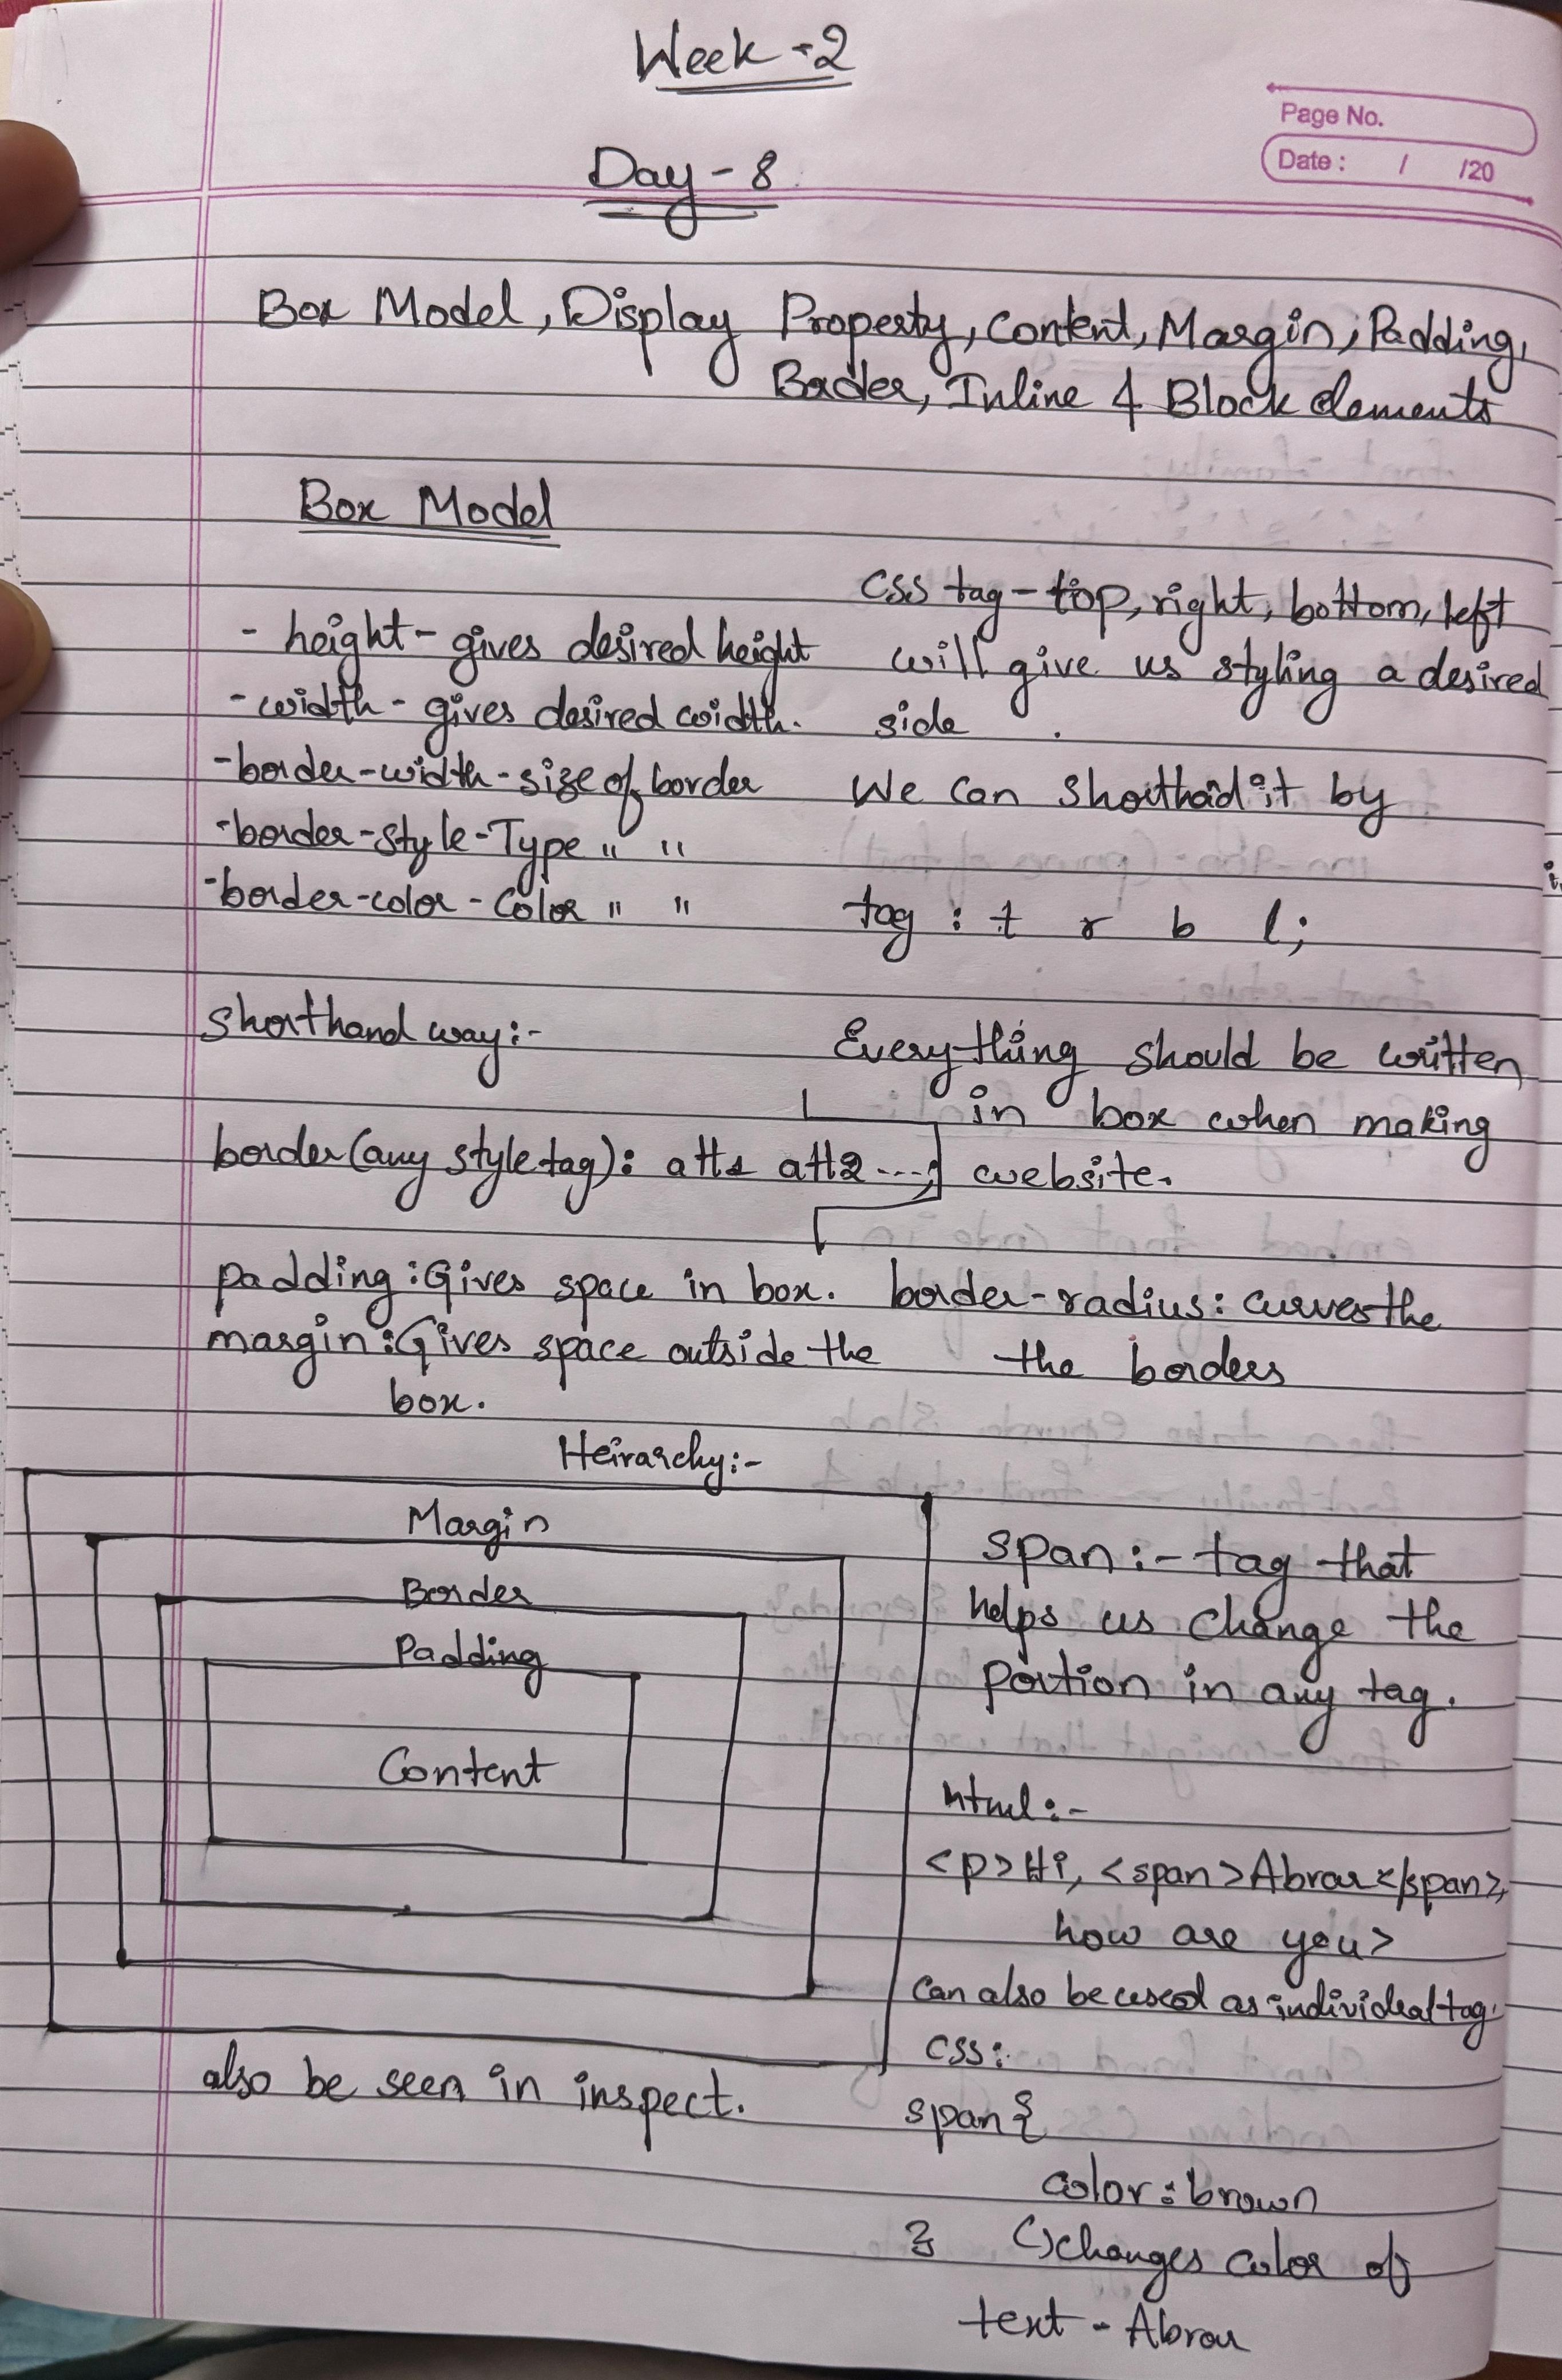 Week -2
Page No.
Date : / /20
Day - 8
Box Model, Display Property, Content, Margin, Padding,
Border, Inline & Block elements
Box Model
- height - gives desired height
- width - gives desired width.
- border-width - size of border
- border-style - Type " "
- border-color - Color " "
shorthand way:-
border(any style tag): att1 att2 ...;
padding : Gives space in box.
margin : Gives space outside the
box.
CSS tag - top, right, bottom, left
will give us styling a desired
side .
We can shorthad it by
tag : t r b l;
Everything should be written
in box when making
website.
border-radius : curves the
the borders
Heirarchy:-
Margin
Border
Padding
Content
also be seen in inspect.
span :- tag that
helps us change the
portion in any tag.
html :-
<p>Hi, <span>Abrar</span>,
how are you>
Can also be used as individual tag.
CSS:
span {
color : brown
}
↳ changes color of
text - Abrar